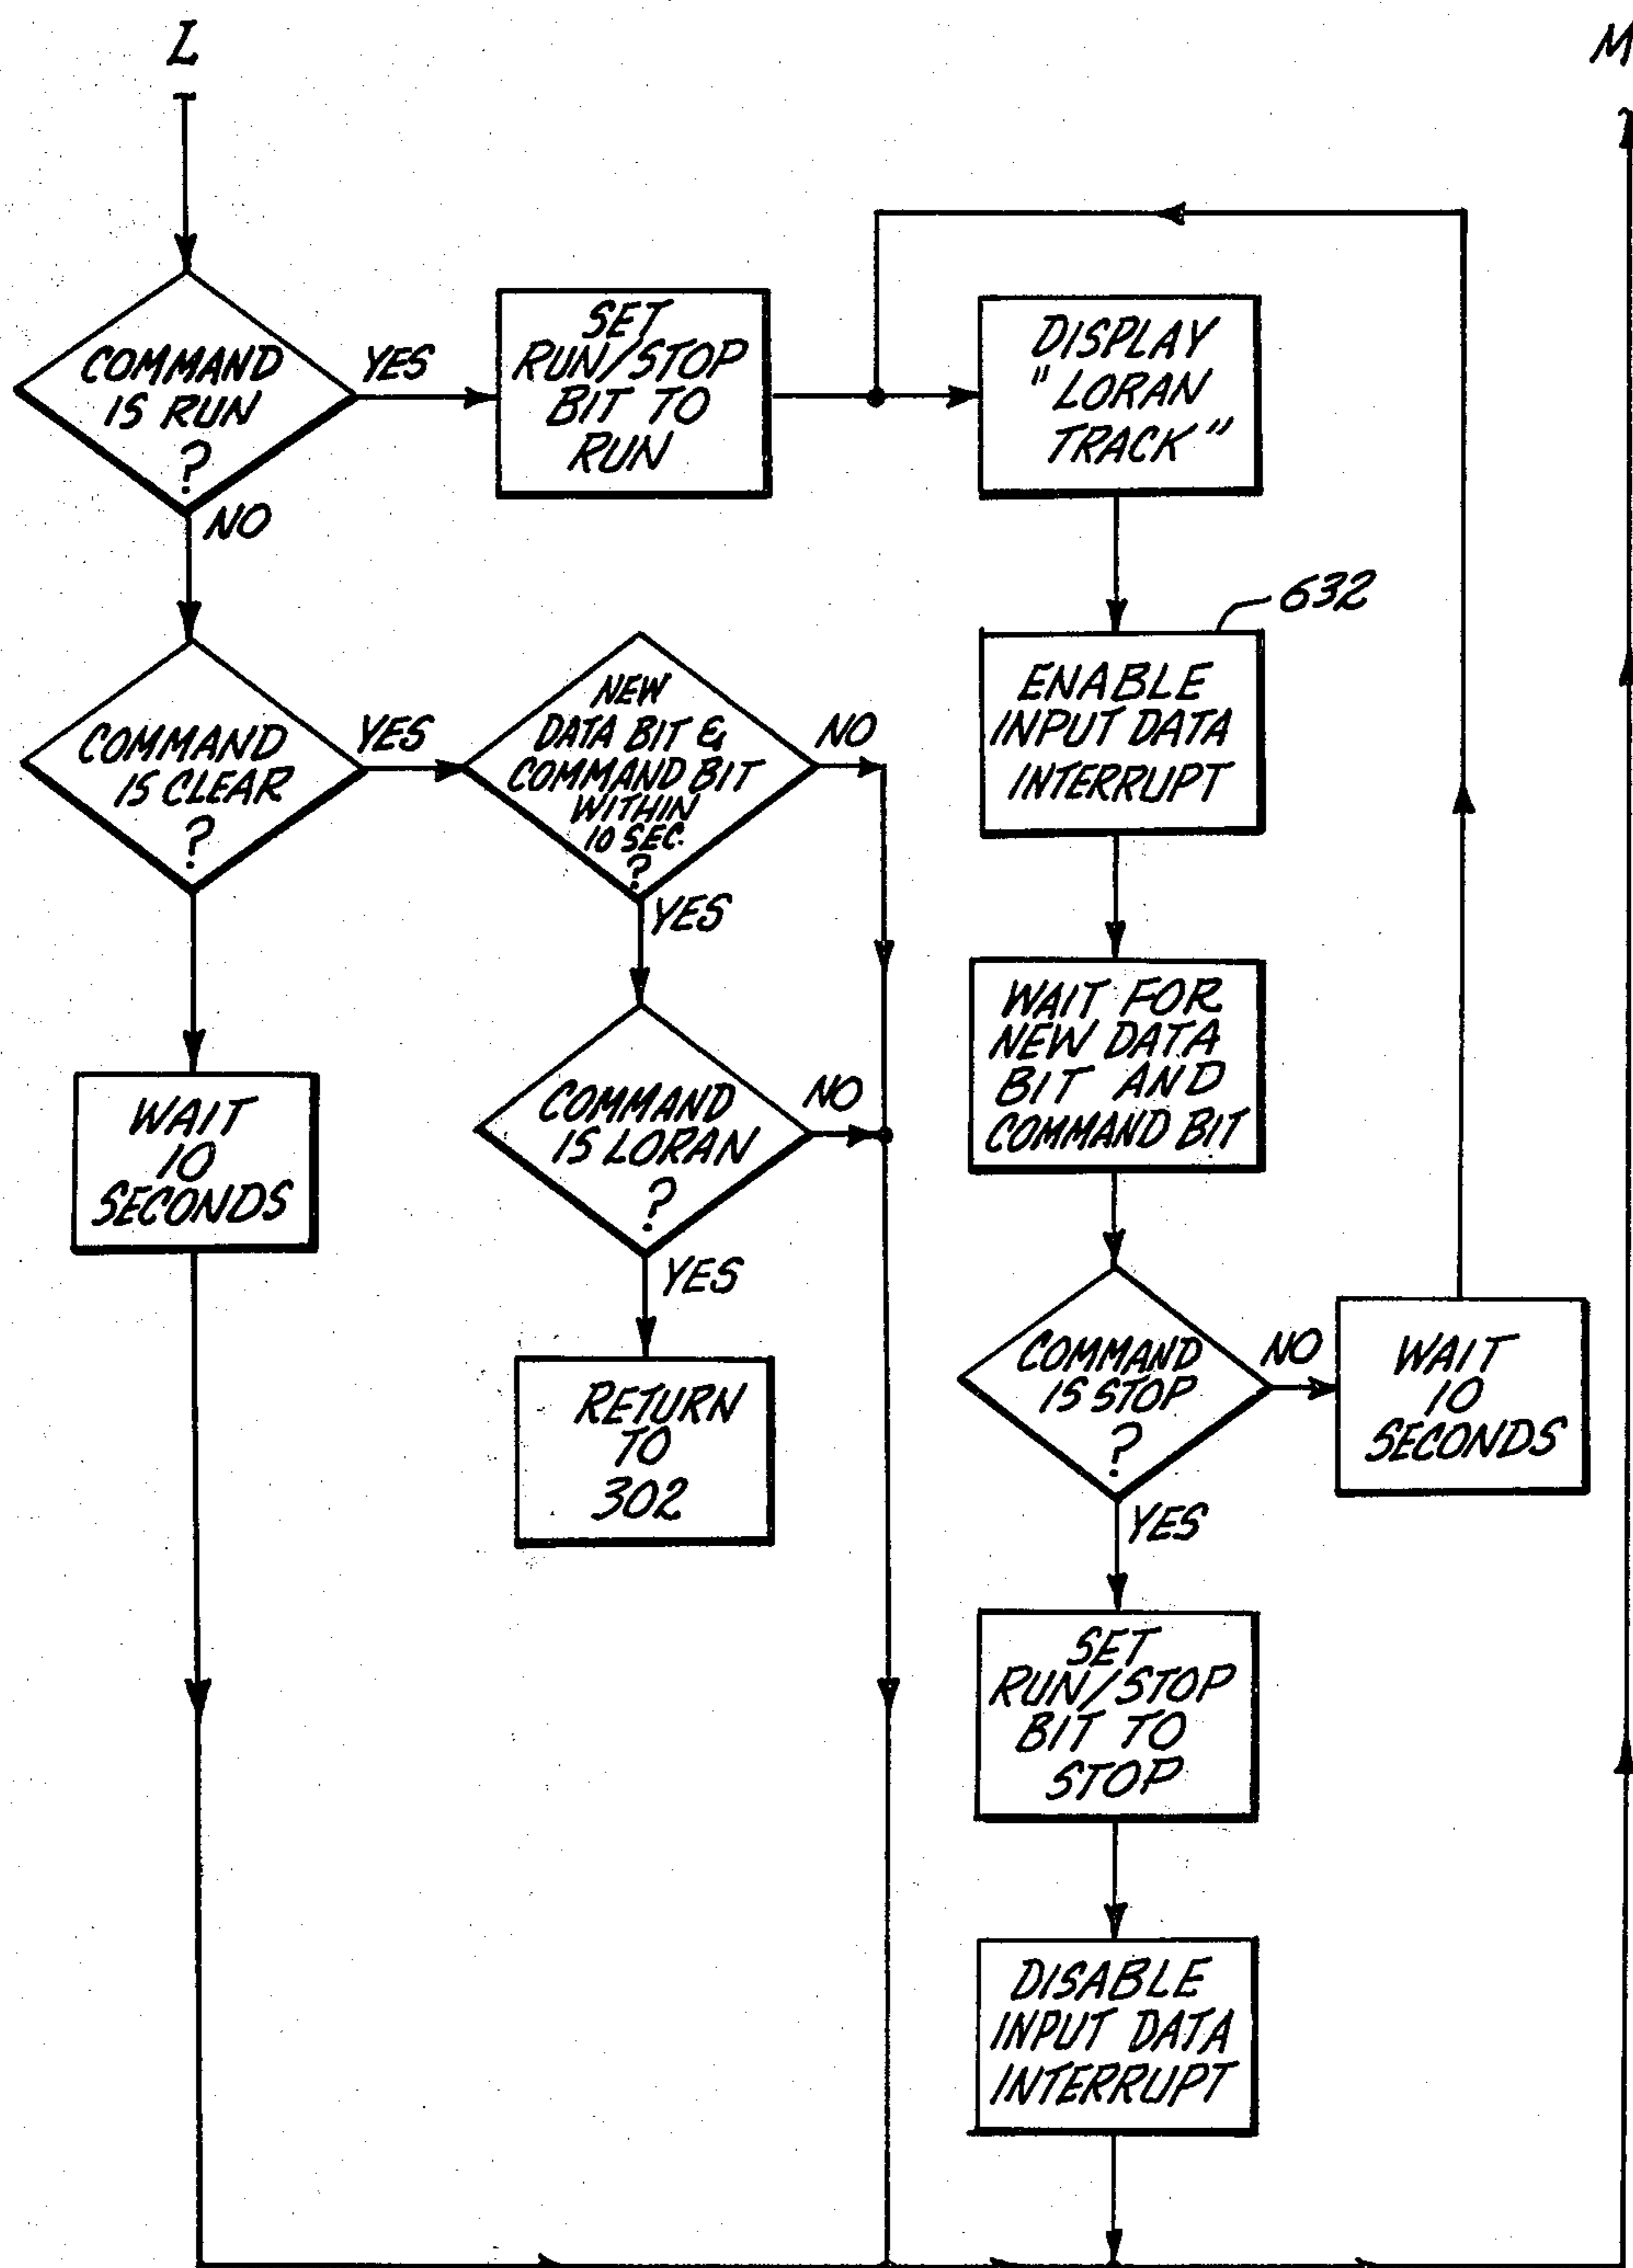 L
M
COMMAND
IS RUN
?
YES
NO
SET
RUN/STOP
BIT TO
RUN
DISPLAY
"LORAN
TRACK"
632
ENABLE
INPUT DATA
INTERRUPT
COMMAND
IS CLEAR
?
YES
NEW
DATA BIT &
COMMAND BIT
WITHIN
10 SEC.
?
NO
YES
WAIT FOR
NEW DATA
BIT AND
COMMAND BIT
WAIT
10
SECONDS
COMMAND
IS LORAN
?
NO
YES
RETURN
TO
302
COMMAND
IS STOP
?
NO
YES
WAIT
10
SECONDS
SET
RUN/STOP
BIT TO
STOP
DISABLE
INPUT DATA
INTERRUPT